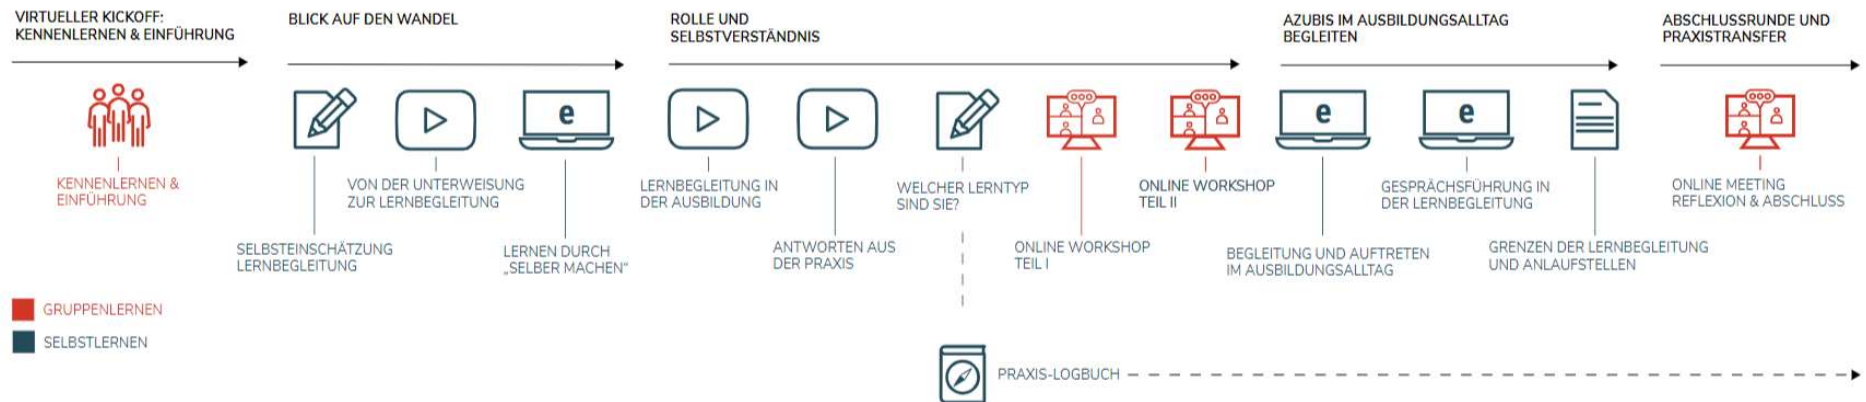 VIRTUELLER KICKOFF:
KENNENLERNEN & EINFÜHRUNG
BLICK AUF DEN WANDEL
ROLLE UND
SELBSTVERSTÄNDNIS
AZUBIS IM AUSBILDUNGSALLTAG
BEGLEITEN
ABSCHLUSSRUNDE UND
PRAXISTRANSFER
e
e
e
KENNENLERNEN &
EINFÜHRUNG
SELBSTEINSCHÄTZUNG
LERNBEGLEITUNG
VON DER UNTERWEISUNG
ZUR LERNBEGLEITUNG
LERNEN DURCH
„SELBER MACHEN“
LERNBEGLEITUNG IN
DER AUSBILDUNG
ANTWORTEN AUS
DER PRAXIS
WELCHER LERNTYP
SIND SIE?
ONLINE WORKSHOP
TEIL I
ONLINE WORKSHOP
TEIL II
BEGLEITUNG UND AUFTRETEN
IM AUSBILDUNGSALLTAG
GESPRÄCHSFÜHRUNG IN
DER LERNBEGLEITUNG
GRENZEN DER LERNBEGLEITUNG
UND ANLAUFSTELLEN
ONLINE MEETING
REFLEXION & ABSCHLUSS
GRUPPENLERNEN
SELBSTLERNEN
PRAXIS-LOGBUCH